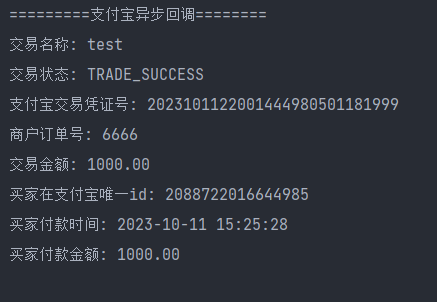 =========支付宝异步回调========
交易名称: test
交易状态: TRADE_SUCCESS
支付宝交易凭证号: 2023101122001444980501181999
商户订单号: 6666
交易金额: 1000.00
买家在支付宝唯一id: 2088722016644985
买家付款时间: 2023-10-11 15:25:28
买家付款金额: 1000.00